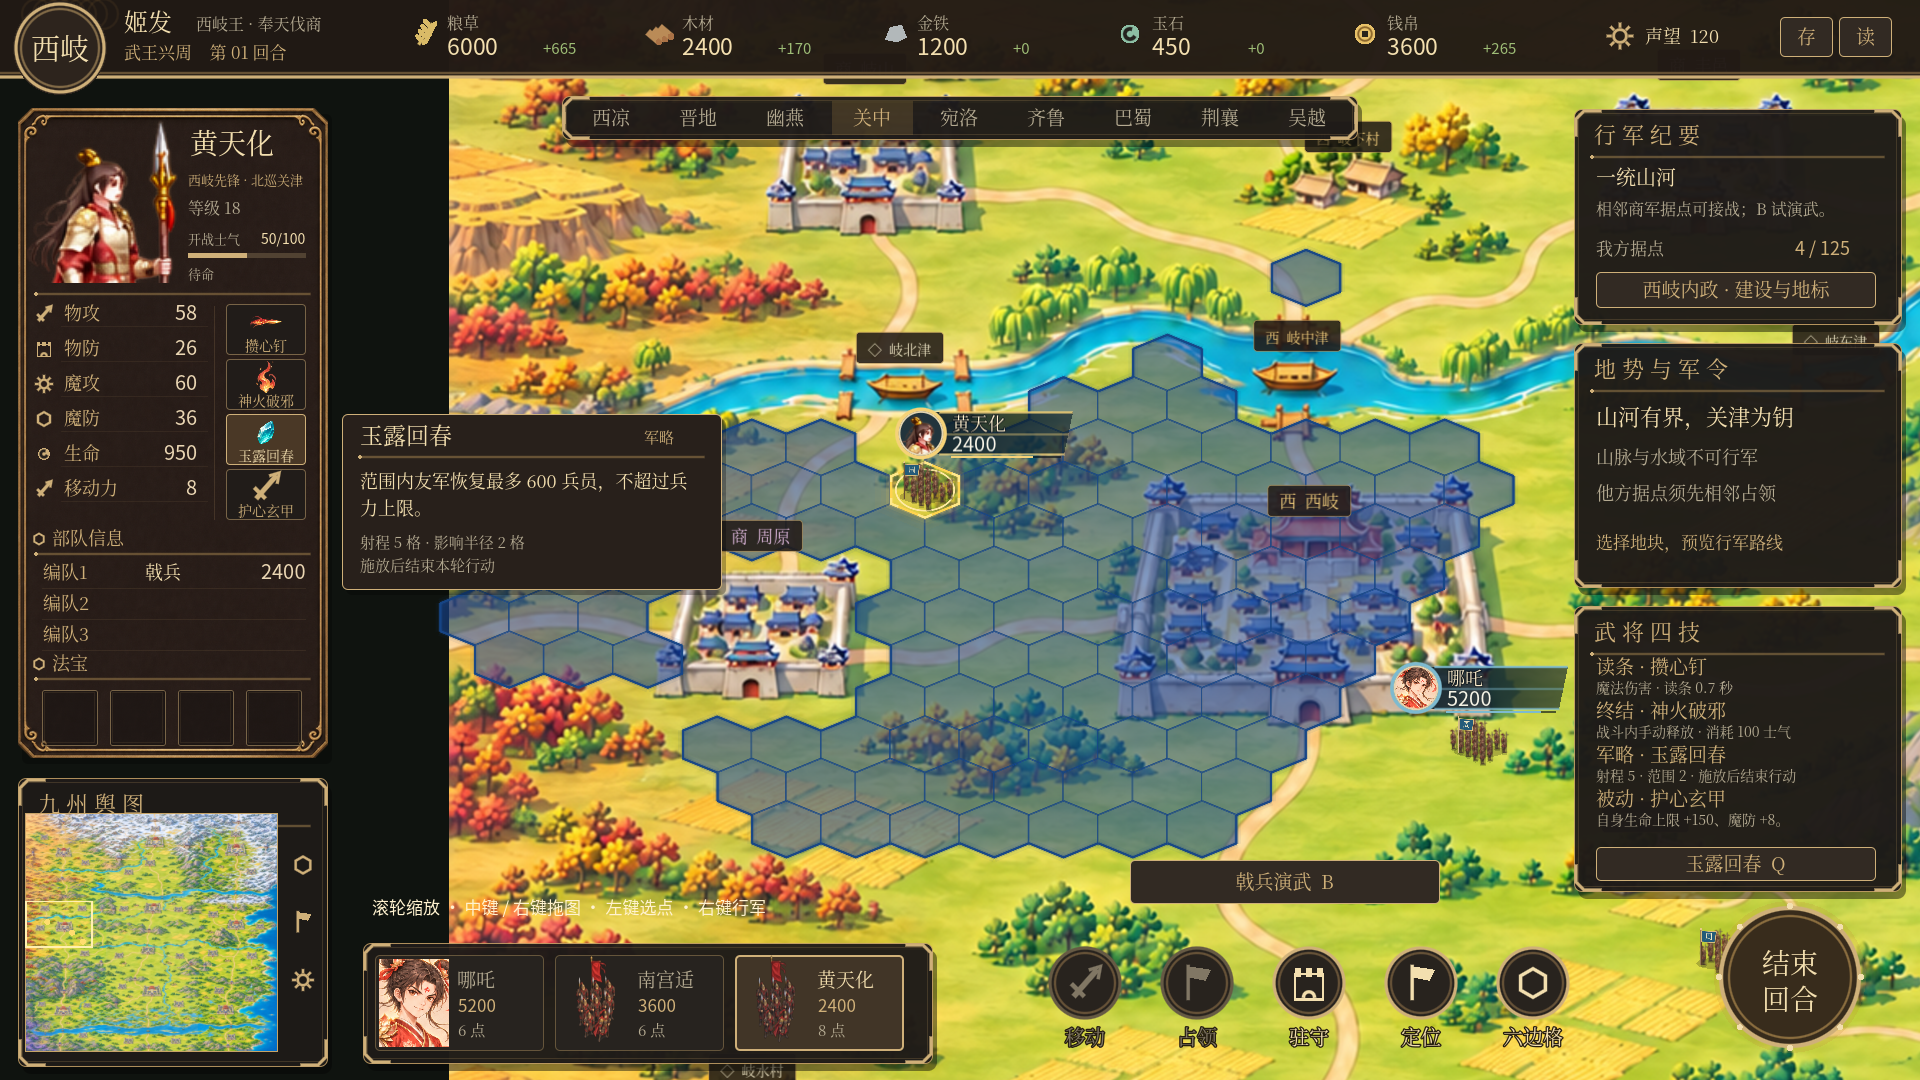 西岐
姬发 西岐王 · 奉天伐商
武王兴周 第 01 回合
粮草
6000 +665
木材
2400 +170
金铁
1200 +0
玉石
450 +0
钱帛
3600 +265
声望 120
存 读
西凉 晋地 幽燕 关中 宛洛 齐鲁 巴蜀 荆襄 吴越
黄天化
西岐先锋 · 北巡关津
等级 18
开战士气 50/100
待命
物攻 58
物防 26
魔攻 60
魔防 36
生命 950
移动力 8
攒心钉
神火破邪
玉露回春
护心玄甲
部队信息
编队1 戟兵 2400
编队2
编队3
法宝
九州舆图
玉露回春 军略
范围内友军恢复最多 600 兵员，不超过兵
力上限。
射程 5 格 · 影响半径 2 格
施放后结束本轮行动
◇ 岐北津
西 岐中津
黄天化
2400
商 周原
西 西岐
哪吒
5200
◇ 岐东津
◇ 岐水村
行军纪要
一统山河
相邻商军据点可接战；B 试演武。
我方据点 4 / 125
西岐内政 · 建设与地标
地势与军令
山河有界，关津为钥
山脉与水域不可行军
他方据点须先相邻占领
选择地块，预览行军路线
武将四技
读条 · 攒心钉
魔法伤害 · 读条 0.7 秒
终结 · 神火破邪
战斗内手动释放 · 消耗 100 士气
军略 · 玉露回春
射程 5 · 范围 2 · 施放后结束行动
被动 · 护心玄甲
自身生命上限 +150、魔防 +8。
玉露回春 Q
戟兵演武 B
滚轮缩放 · 中键 / 右键拖图 · 左键选点 · 右键行军
哪吒
5200
6 点
南宫适
3600
6 点
黄天化
2400
8 点
移动 占领 驻守 定位 六边格
结束
回合